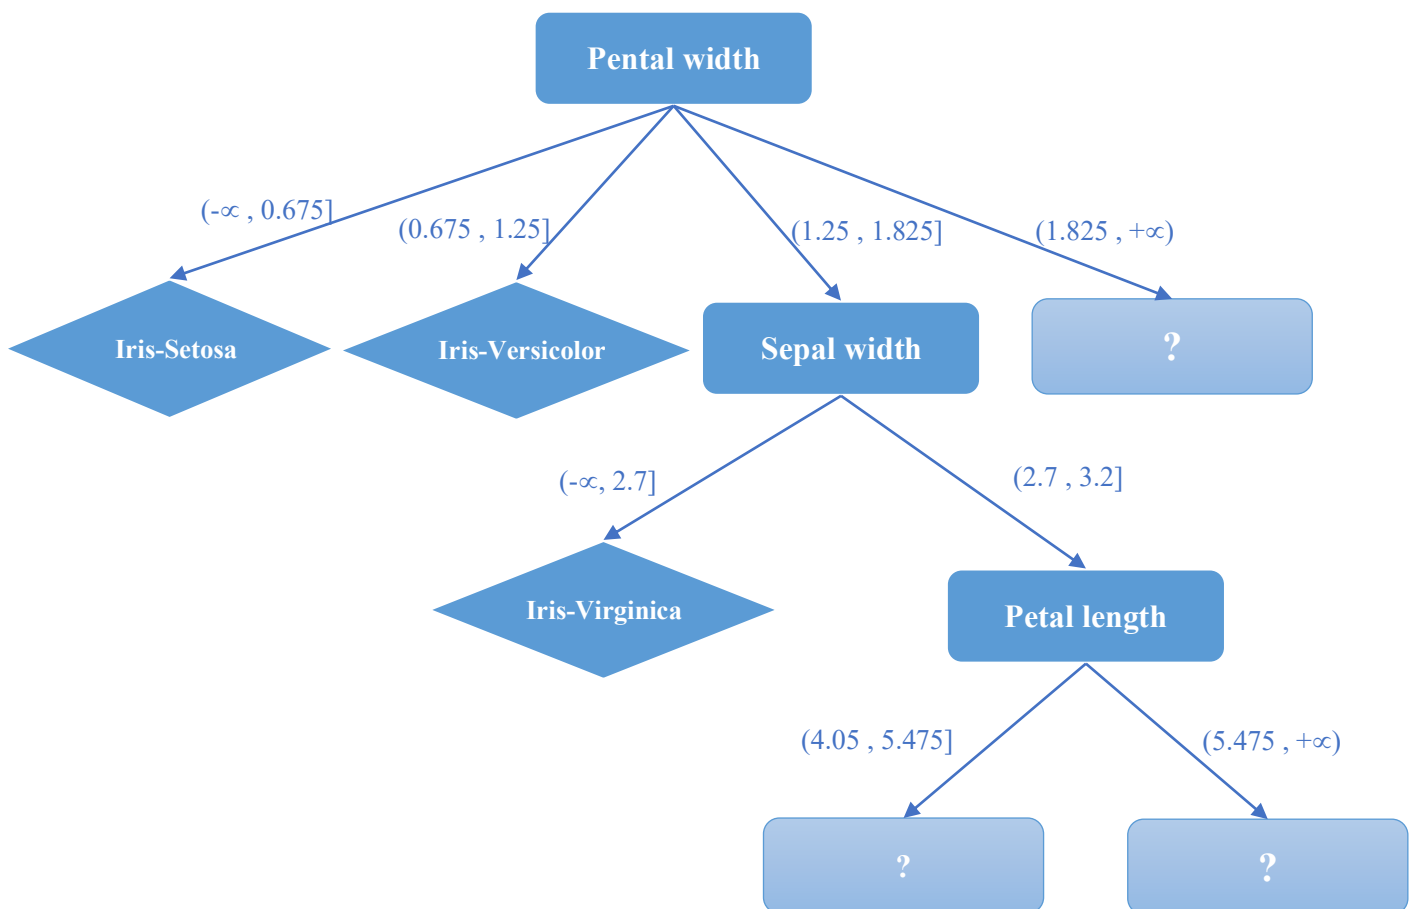 Pental width
(-∞ , 0.675]
(0.675 , 1.25]
(1.25 , 1.825]
(1.825 , +∞)
Iris-Setosa
Iris-Versicolor
Sepal width
?
(-∞, 2.7]
(2.7 , 3.2]
Iris-Virginica
Petal length
(4.05 , 5.475]
(5.475 , +∞)
?
?